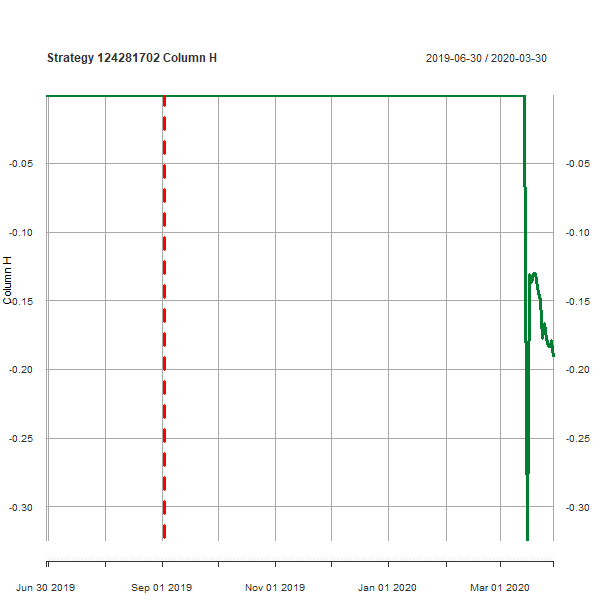 Strategy 124281702 Column H
2019-06-30 / 2020-03-30
Column H
-0.05
-0.10
-0.15
-0.20
-0.25
-0.30
-0.05
-0.10
-0.15
-0.20
-0.25
-0.30
Jun 30 2019
Sep 01 2019
Nov 01 2019
Jan 01 2020
Mar 01 2020